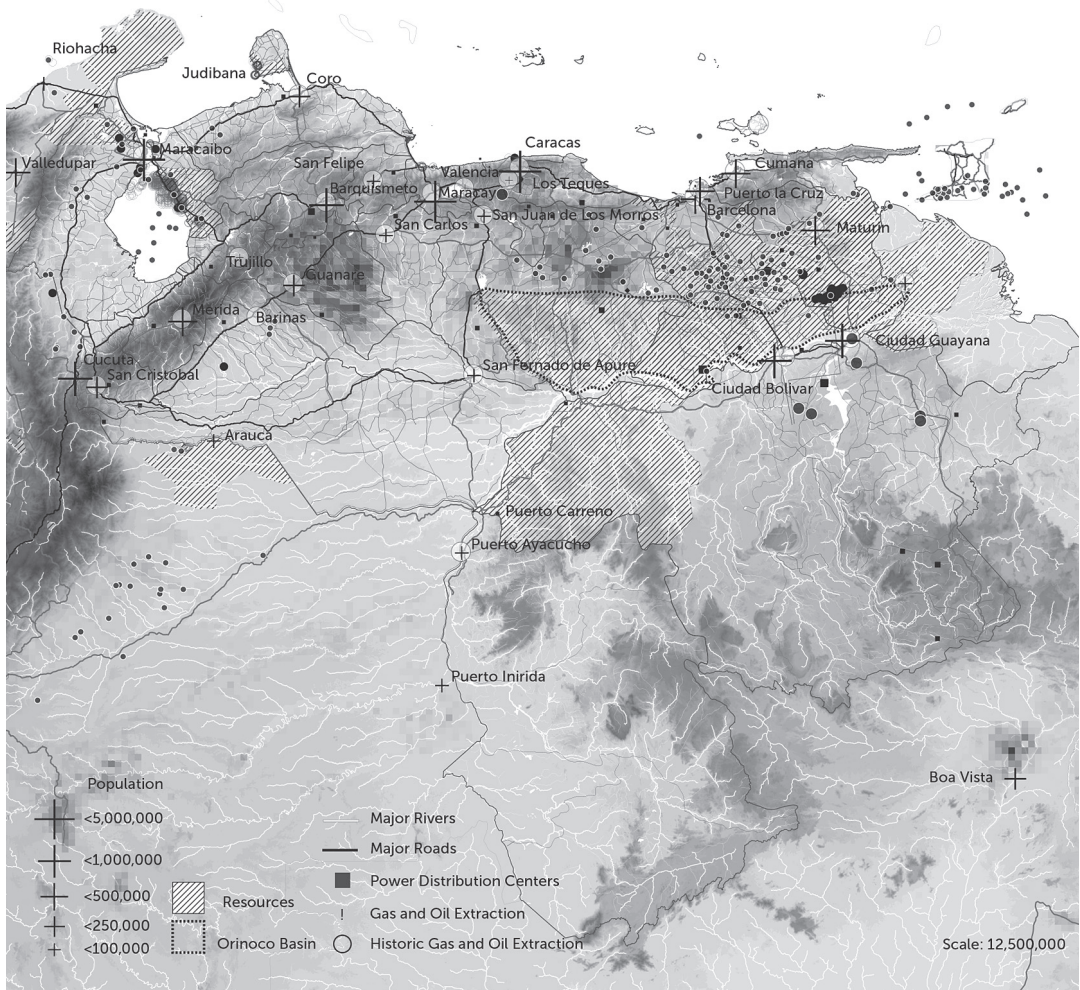 Riohacha
Judibana
Coro
Caracas
Maracaibo
Valledupar
San Felipe
Valencia
Cumana
Barquismeto
Maracay
Los Teques
Puerto la Cruz
San Juan de Los Morros
Barcelona
San Carlos
Maturin
Trujillo
Guanare
Merida
Barinas
Ciudad Guayana
Cucuta
San Fernado de Apure
San Cristobal
Ciudad Bolivar
Arauca
Puerto Carreno
Puerto Ayacucho
Puerto Inirida
Boa Vista
Population
<5,000,000
<1,000,000
<500,000
<250,000
<100,000
Resources
Orinoco Basin
Major Rivers
Major Roads
Power Distribution Centers
Gas and Oil Extraction
Historic Gas and Oil Extraction
Scale: 12,500,000